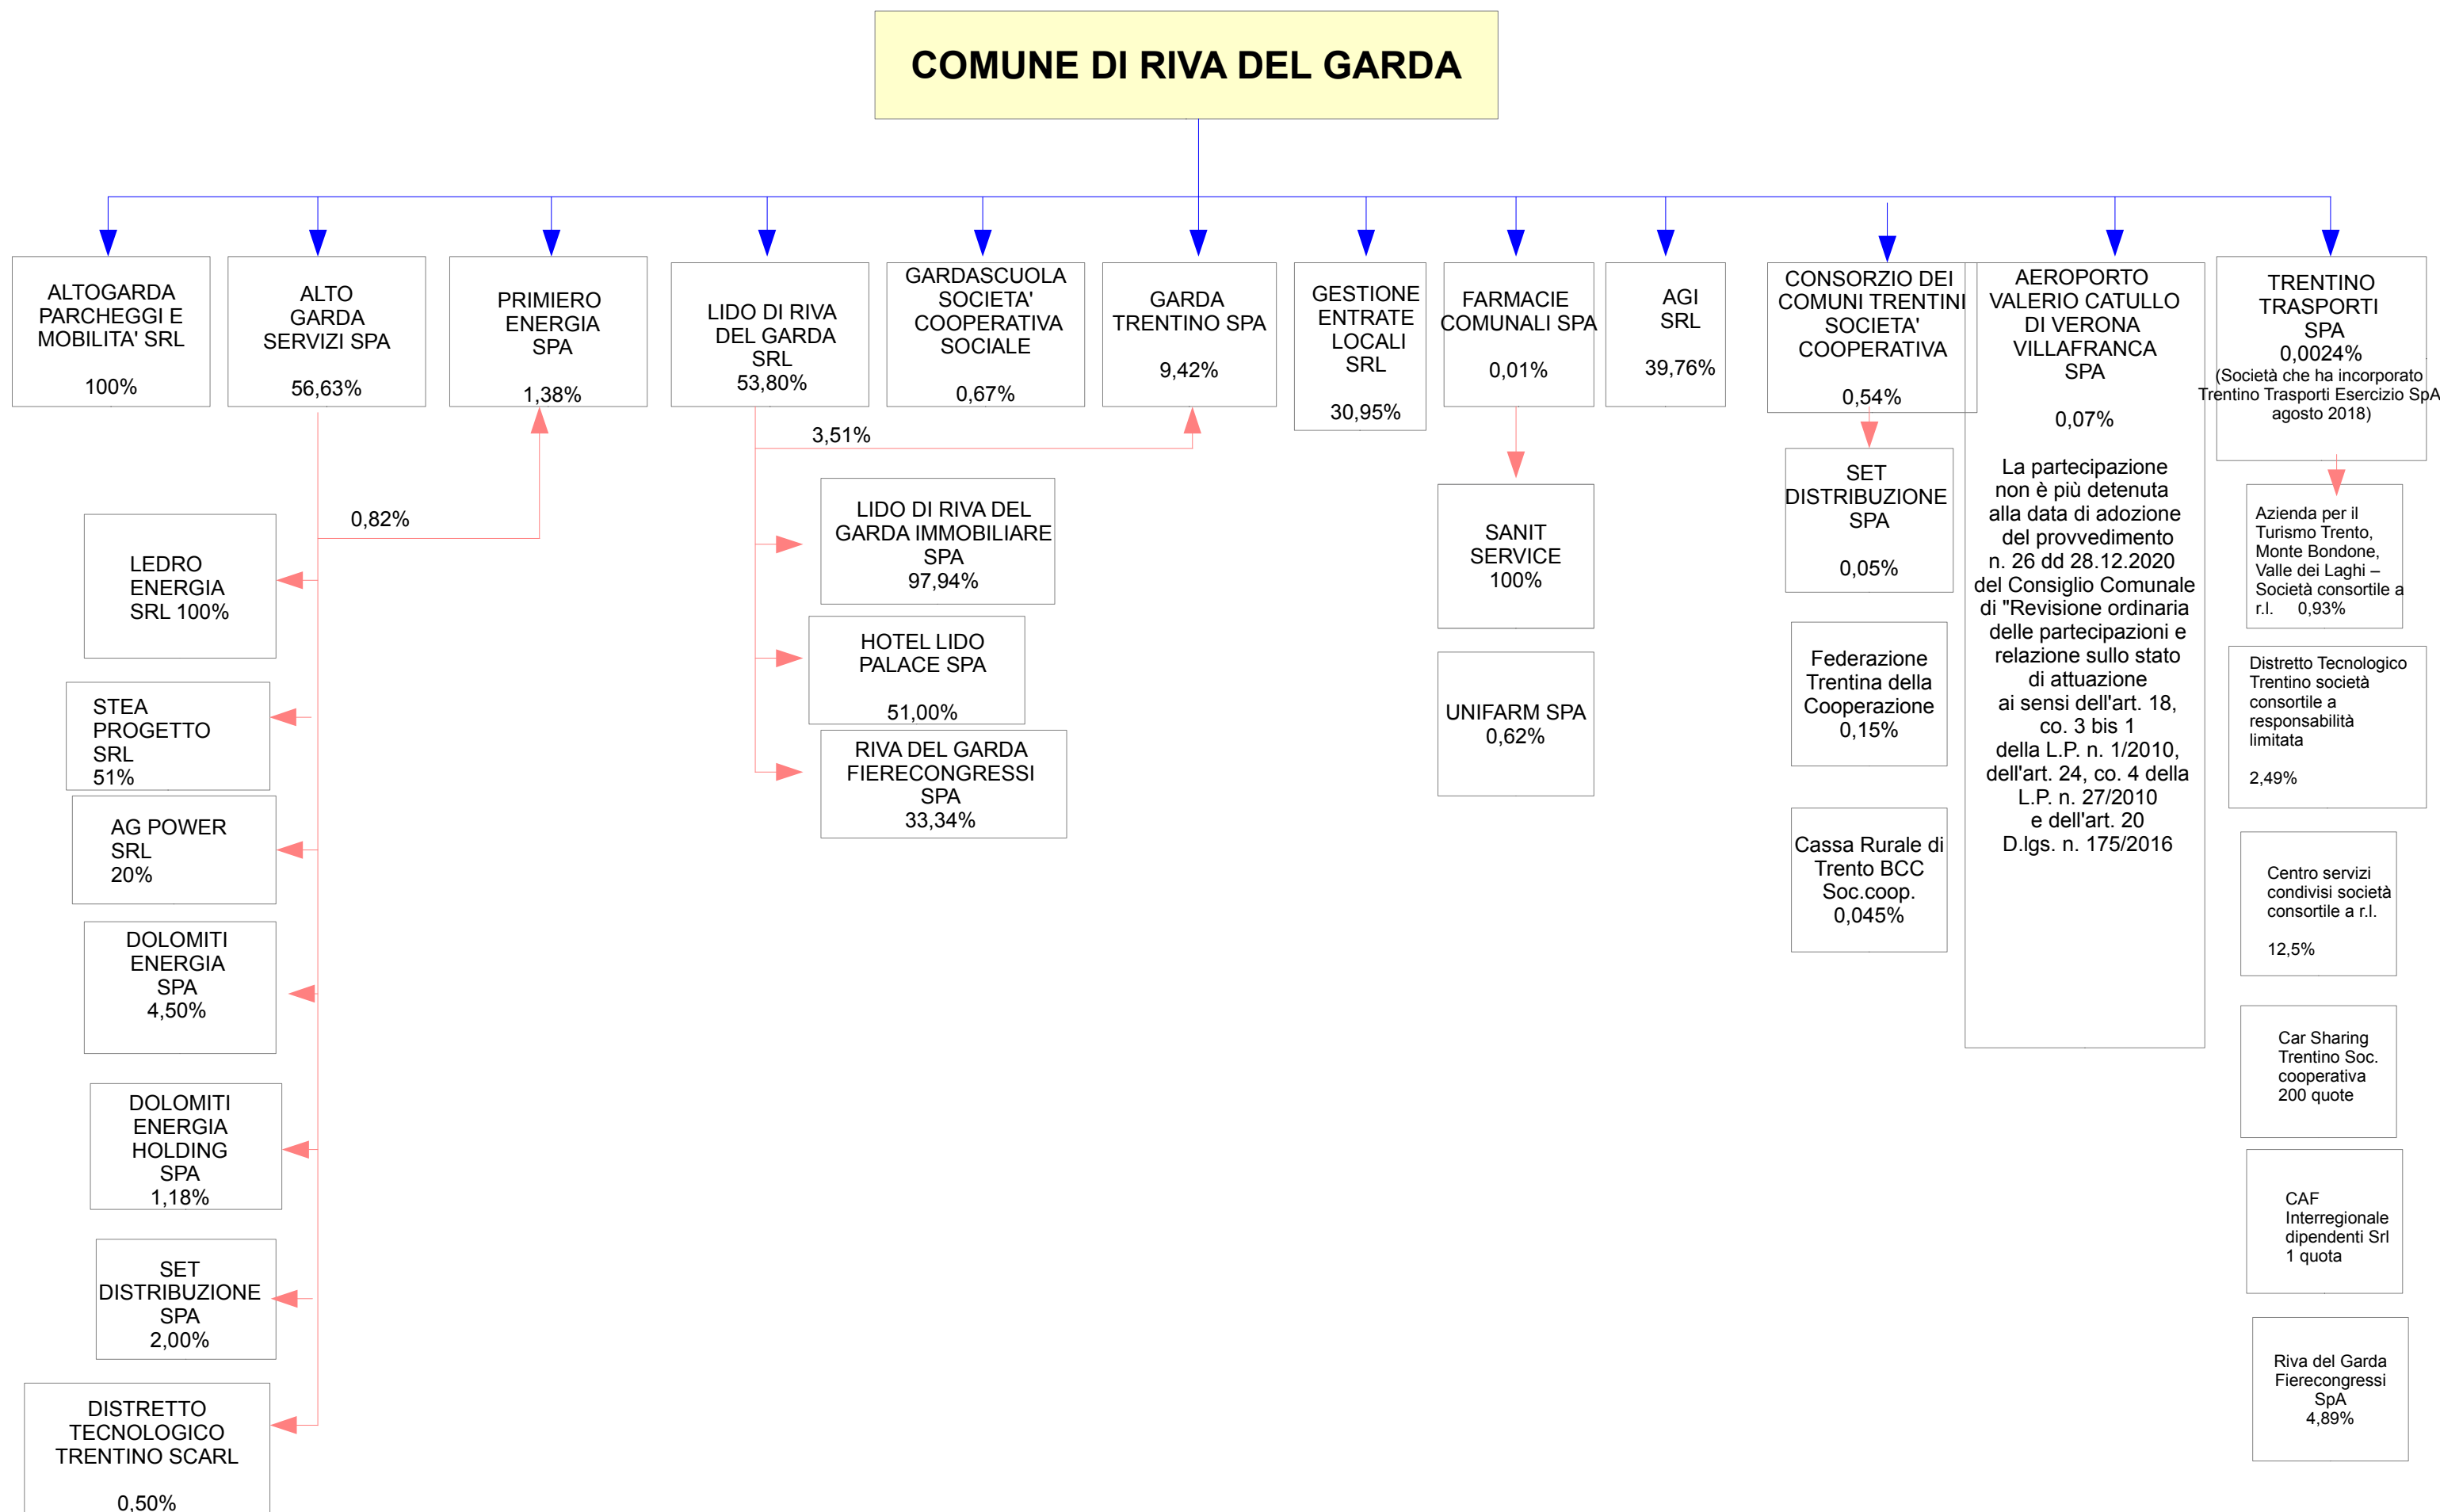 COMUNE DI RIVA DEL GARDA
ALTOGARDA
PARCHEGGI E
MOBILITA' SRL
100%
ALTO
GARDA
SERVIZI SPA
56,63%
PRIMIERO
ENERGIA
SPA
1,38%
LIDO DI RIVA
DEL GARDA
SRL
53,80%
GARDASCUOLA
SOCIETA'
COOPERATIVA
SOCIALE
0,67%
GARDA
TRENTINO SPA
9,42%
GESTIONE
ENTRATE
LOCALI
SRL
30,95%
FARMACIE
COMUNALI SPA
0,01%
AGI
SRL
39,76%
CONSORZIO DEI
COMUNI TRENTINI
SOCIETA'
COOPERATIVA
0,54%
AEROPORTO
VALERIO CATULLO
DI VERONA
VILLAFRANCA
SPA
0,07%
La partecipazione
non è più detenuta
alla data di adozione
del provvedimento
n. 26 dd 28.12.2020
del Consiglio Comunale
di "Revisione ordinaria
delle partecipazioni e
relazione sullo stato
di attuazione
ai sensi dell'art. 18,
co. 3 bis 1
della L.P. n. 1/2010,
dell'art. 24, co. 4 della
L.P. n. 27/2010
e dell'art. 20
D.lgs. n. 175/2016
TRENTINO
TRASPORTI
SPA
0,0024%
(Società che ha incorporato
Trentino Trasporti Esercizio SpA
agosto 2018)
0,82%
3,51%
LEDRO
ENERGIA
SRL 100%
STEA
PROGETTO
SRL
51%
AG POWER
SRL
20%
DOLOMITI
ENERGIA
SPA
4,50%
DOLOMITI
ENERGIA
HOLDING
SPA
1,18%
SET
DISTRIBUZIONE
SPA
2,00%
DISTRETTO
TECNOLOGICO
TRENTINO SCARL
0,50%
LIDO DI RIVA DEL
GARDA IMMOBILIARE
SPA
97,94%
HOTEL LIDO
PALACE SPA
51,00%
RIVA DEL GARDA
FIERECONGRESSI
SPA
33,34%
SANIT
SERVICE
100%
UNIFARM SPA
0,62%
SET
DISTRIBUZIONE
SPA
0,05%
Federazione
Trentina della
Cooperazione
0,15%
Cassa Rurale di
Trento BCC
Soc.coop.
0,045%
Azienda per il
Turismo Trento,
Monte Bondone,
Valle dei Laghi –
Società consortile a
r.l. 0,93%
Distretto Tecnologico
Trentino società
consortile a
responsabilità
limitata
2,49%
Centro servizi
condivisi società
consortile a r.l.
12,5%
Car Sharing
Trentino Soc.
cooperativa
200 quote
CAF
Interregionale
dipendenti Srl
1 quota
Riva del Garda
Fierecongressi
SpA
4,89%